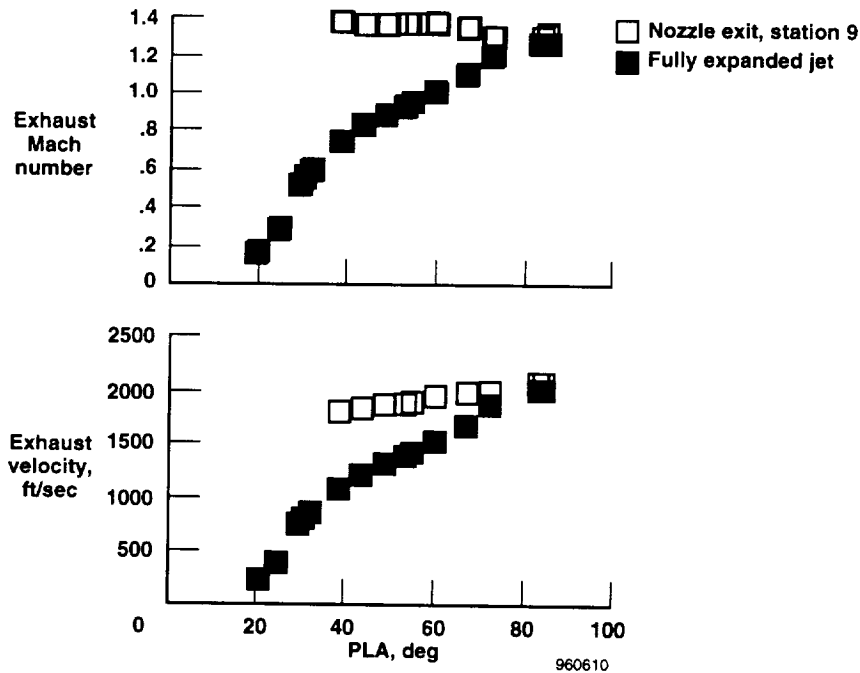 1.4
1.2
1.0
.8
.6
.4
.2
0
Exhaust
Mach
number
Nozzle exit, station 9
Fully expanded jet
2500
2000
1500
1000
500
0
Exhaust
velocity,
ft/sec
20 40 60 80 100
PLA, deg
960610